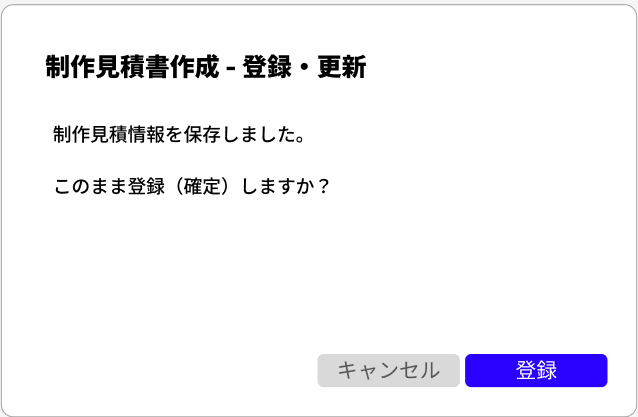 制作見積書作成 - 登録・更新
制作見積情報を保存しました。
このまま登録（確定）しますか？
キャンセル
登録